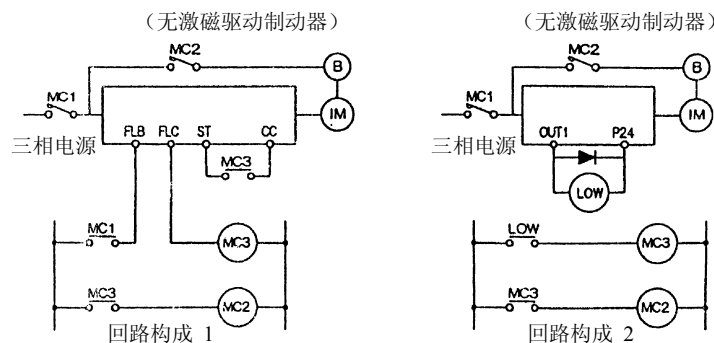 （无激磁驱动制动器）
MC2
B
MC1
IM
三相电源
FLB FLC ST CC
MC3
MC1
MC3
MC3
MC2
回路构成 1
（无激磁驱动制动器）
MC2
B
MC1
IM
三相电源
OUT1 P24
LOW
LOW
MC3
MC3
MC2
回路构成 2